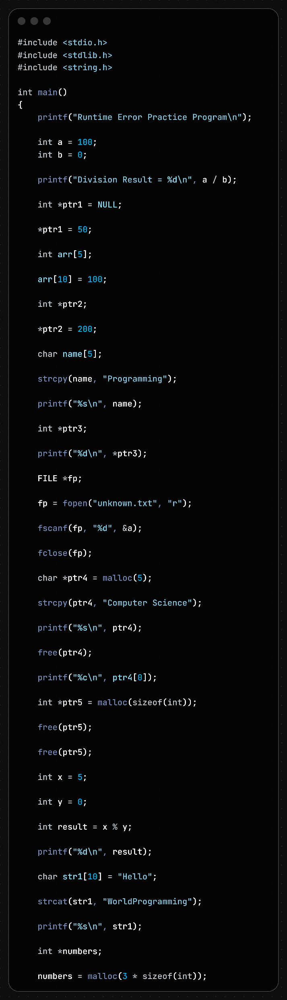 #include <stdio.h>
#include <stdlib.h>
#include <string.h>
int main()
{
printf("Runtime Error Practice Program\n");
int a = 100;
int b = 0;
printf("Division Result = %d\n", a / b);
int *ptr1 = NULL;
*ptr1 = 50;
int arr[5];
arr[10] = 100;
int *ptr2;
*ptr2 = 200;
char name[5];
strcpy(name, "Programming");
printf("%s\n", name);
int *ptr3;
printf("%d\n", *ptr3);
FILE *fp;
fp = fopen("unknown.txt", "r");
fscanf(fp, "%d", &a);
fclose(fp);
char *ptr4 = malloc(5);
strcpy(ptr4, "Computer Science");
printf("%s\n", ptr4);
free(ptr4);
printf("%c\n", ptr4[0]);
int *ptr5 = malloc(sizeof(int));
free(ptr5);
free(ptr5);
int x = 5;
int y = 0;
int result = x % y;
printf("%d\n", result);
char str1[10] = "Hello";
strcat(str1, "WorldProgramming");
printf("%s\n", str1);
int *numbers;
numbers = malloc(3 * sizeof(int));